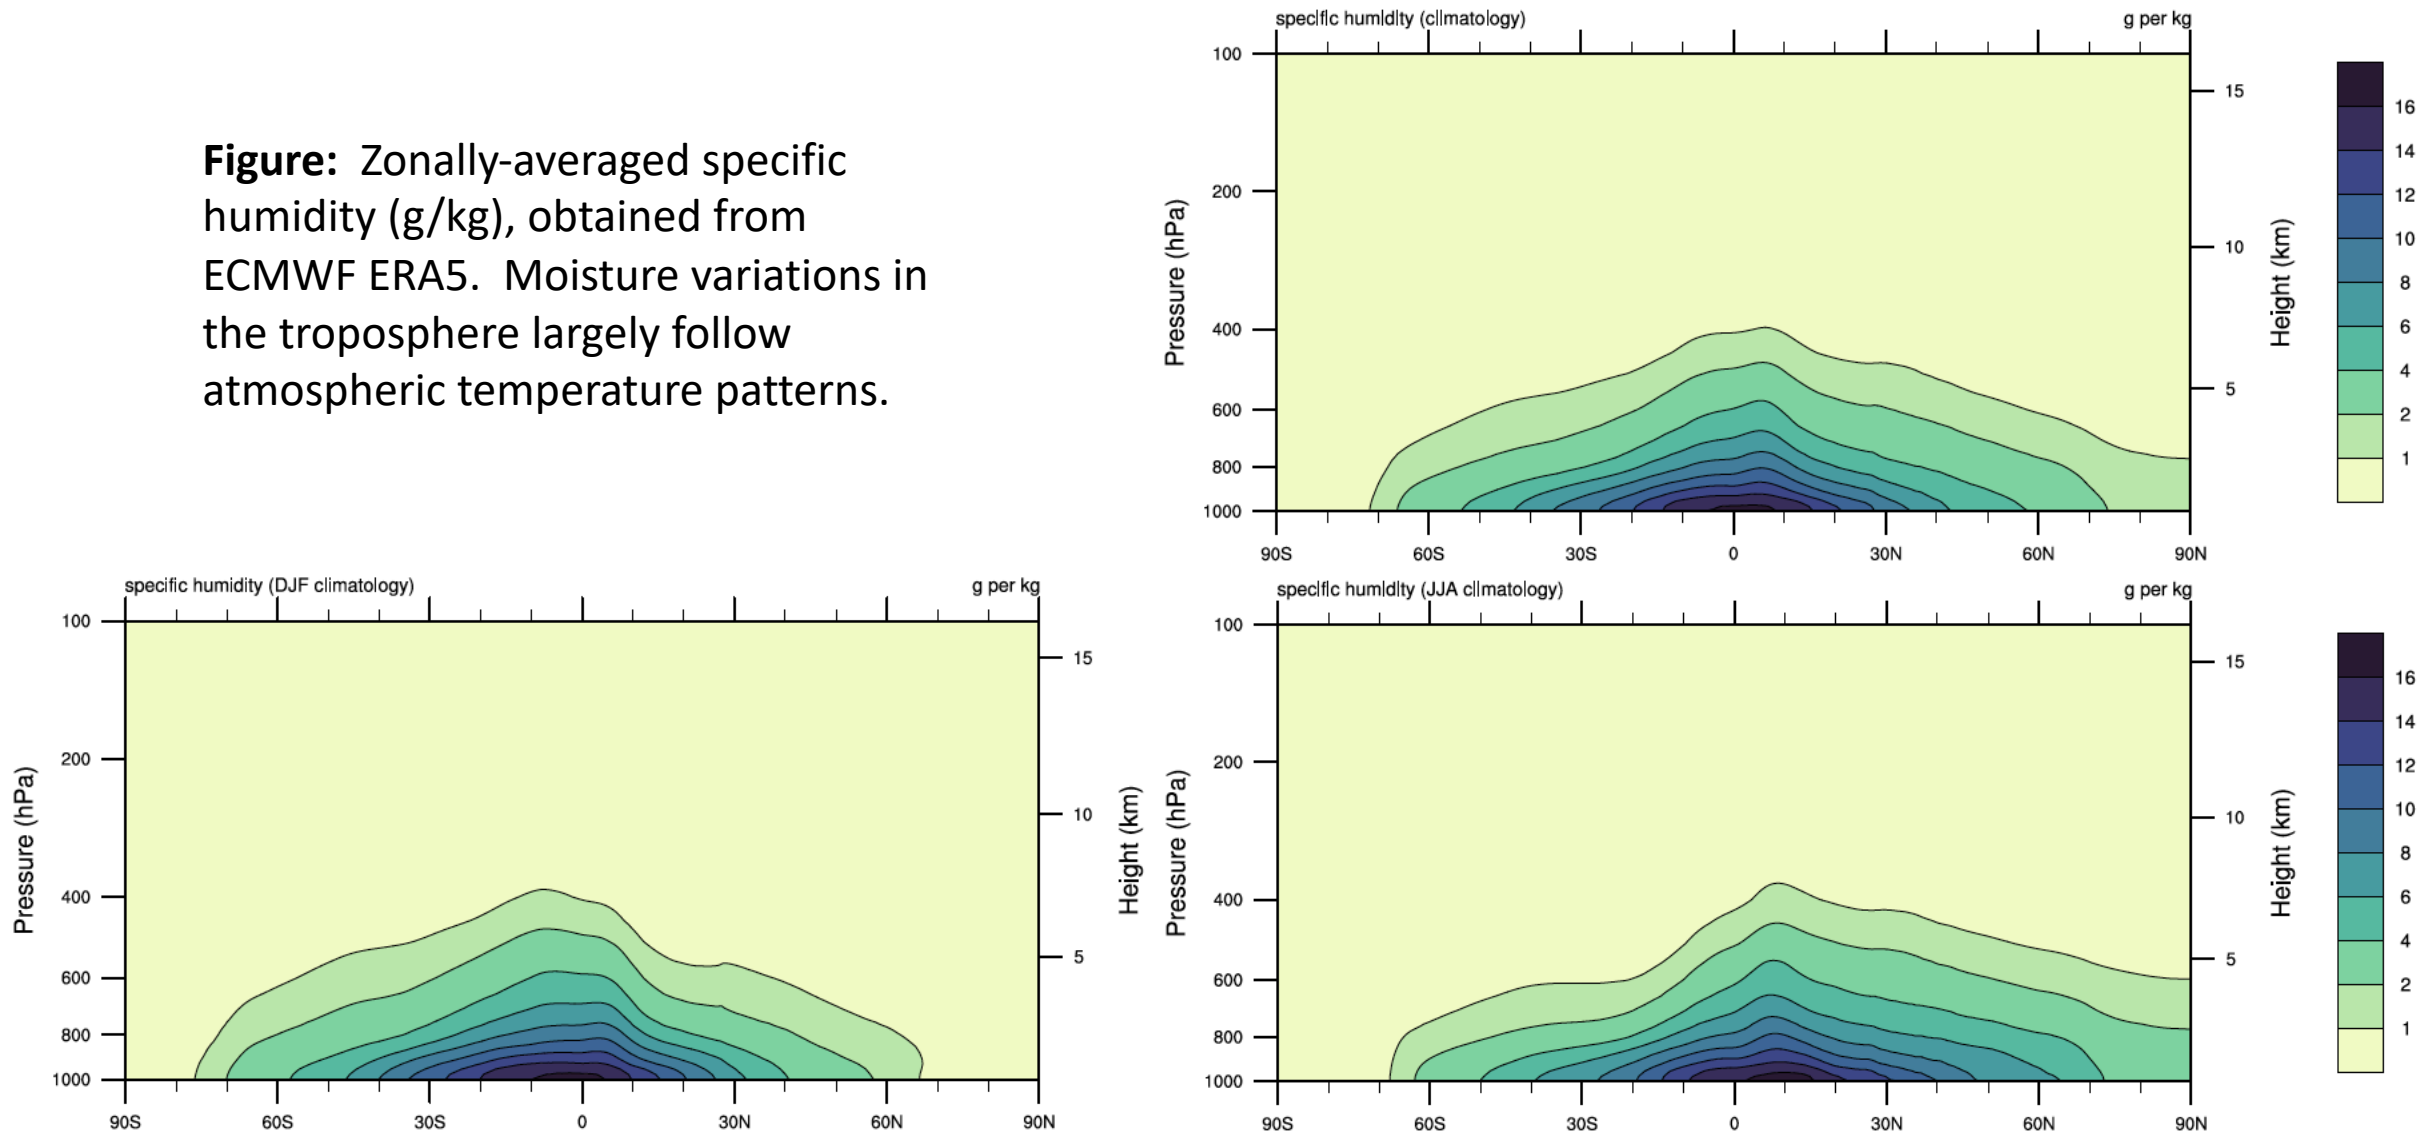 Figure: Zonally-averaged specific
humidity (g/kg), obtained from
ECMWF ERA5. Moisture variations in
the troposphere largely follow
atmospheric temperature patterns.
specific humidity (climatology) g per kg
100
200
400
600
800
1000
Pressure (hPa)
15
10
5
Height (km)
90S 60S 30S 0 30N 60N 90N
16
14
12
10
8
6
4
2
1
specific humidity (DJF climatology) g per kg
100
200
400
600
800
1000
Pressure (hPa)
15
10
5
Height (km)
90S 60S 30S 0 30N 60N 90N
specific humidity (JJA climatology) g per kg
100
200
400
600
800
1000
Pressure (hPa)
15
10
5
Height (km)
90S 60S 30S 0 30N 60N 90N
16
14
12
10
8
6
4
2
1